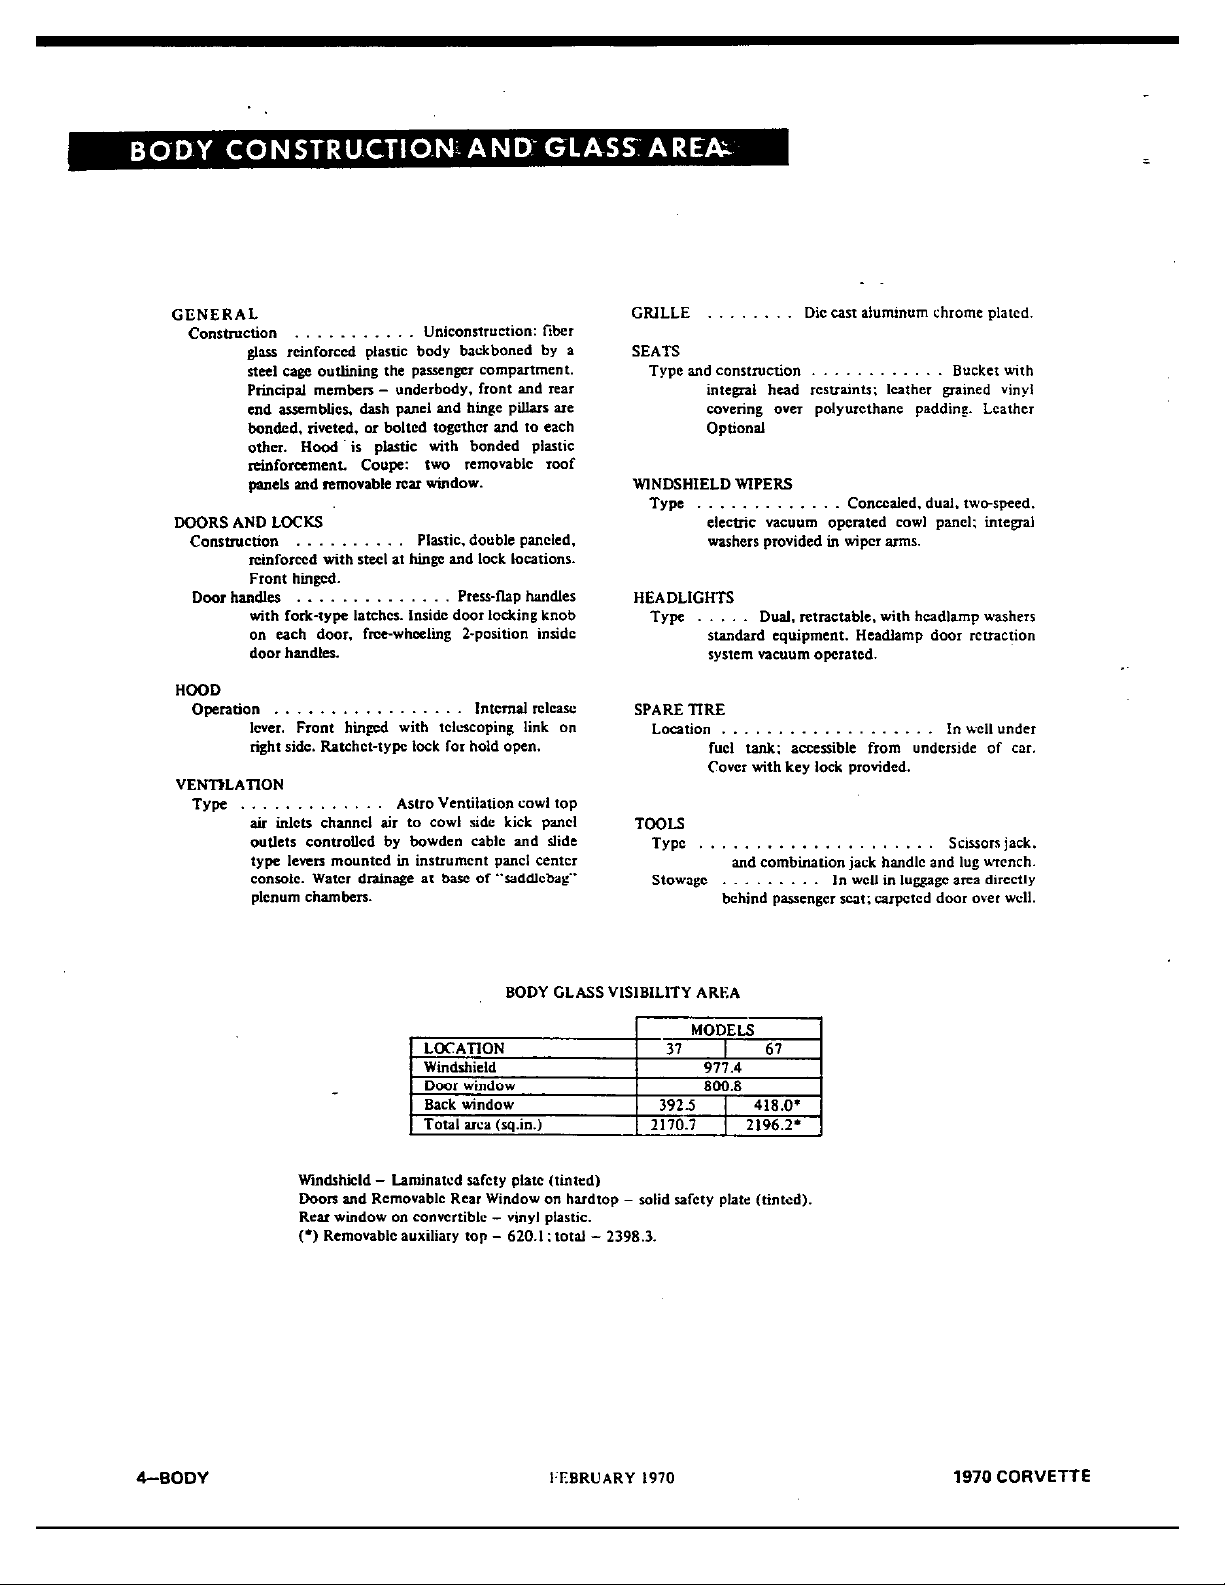 BODY CONSTRUCTION AND GLASS AREA
GENERAL
Construction ........... Uniconstruction: fiber
glass reinforced plastic body backboned by a
steel cage outlining the passenger compartment.
Principal members – underbody, front and rear
end assemblies, dash panel and hinge pillars are
bonded, riveted, or bolted together and to each
other. Hood is plastic with bonded plastic
reinforcement. Coupe: two removable roof
panels and removable rear window.
DOORS AND LOCKS
Construction .......... Plastic, double paneled,
reinforced with steel at hinge and lock locations.
Front hinged.
Door handles .............. Press-flap handles
with fork-type latches. Inside door locking knob
on each door, free-wheeling 2-position inside
door handles.
HOOD
Operation ................. Internal release
lever. Front hinged with telescoping link on
right side. Ratchet-type lock for hold open.
VENTILATION
Type ............. Astro Ventilation cowl top
air inlets channel air to cowl side kick panel
outlets controlled by bowden cable and slide
type levers mounted in instrument panel center
console. Water drainage at base of "saddlebag"
plenum chambers.
GRILLE ........ Die cast aluminum chrome plated.
SEATS
Type and construction ............ Bucket with
integral head restraints; leather grained vinyl
covering over polyurethane padding. Leather
Optional
WINDSHIELD WIPERS
Type ............. Concealed, dual, two-speed,
electric vacuum operated cowl panel; integral
washers provided in wiper arms.
HEADLIGHTS
Type ..... Dual, retractable, with headlamp washers
standard equipment. Headlamp door retraction
system vacuum operated.
SPARE TIRE
Location ................... In well under
fuel tank; accessible from underside of car.
Cover with key lock provided.
TOOLS
Type ..................... Scissors jack,
and combination jack handle and lug wrench.
Stowage ......... In well in luggage area directly
behind passenger seat; carpeted door over well.
BODY GLASS VISIBILITY AREA
MODELS
LOCATION 37 67
Windshield 977.4
Door window 800.8
Back window 392.5 418.0*
Total area (sq.in.) 2170.7 2196.2*
Windshield – Laminated safety plate (tinted)
Doors and Removable Rear Window on hardtop – solid safety plate (tinted).
Rear window on convertible – vinyl plastic.
(*) Removable auxiliary top – 620.1; total – 2398.3.
4—BODY FEBRUARY 1970 1970 CORVETTE